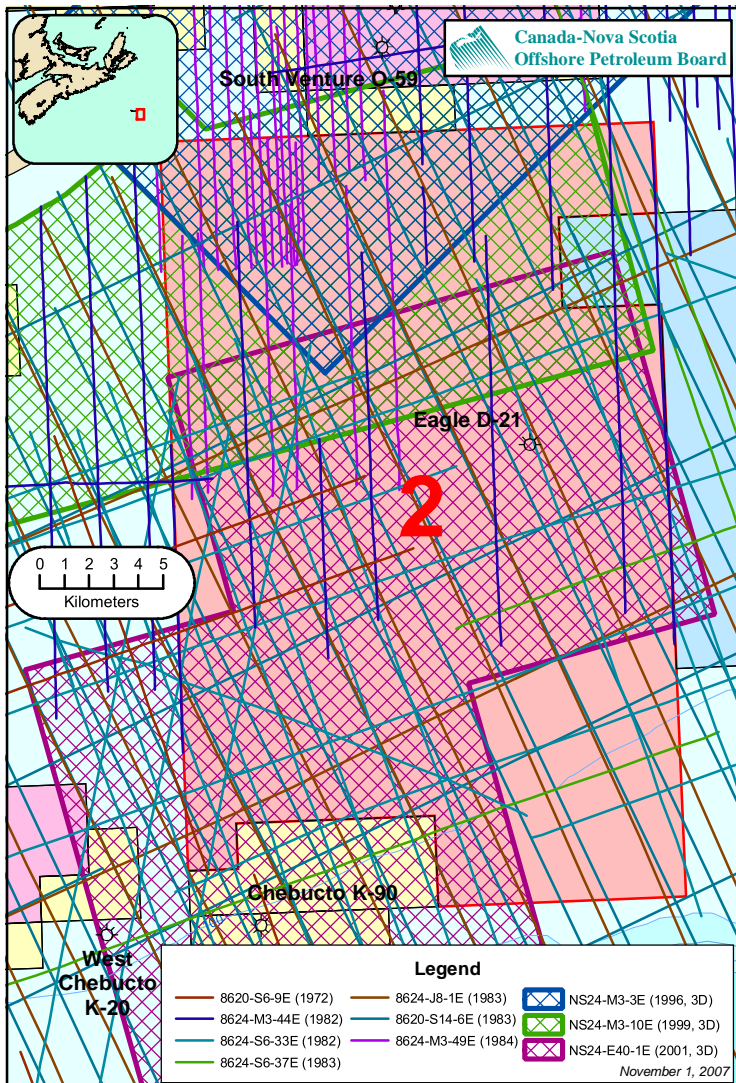 Canada-Nova Scotia
Offshore Petroleum Board
South Venture O-59
Eagle D-21
2
0 1 2 3 4 5
Kilometers
Chebucto K-90
West
Chebucto
K-20
Legend
8620-S6-9E (1972)
8624-M3-44E (1982)
8624-S6-33E (1982)
8624-S6-37E (1983)
8624-J8-1E (1983)
8620-S14-6E (1983)
8624-M3-49E (1984)
NS24-M3-3E (1996, 3D)
NS24-M3-10E (1999, 3D)
NS24-E40-1E (2001, 3D)
November 1, 2007